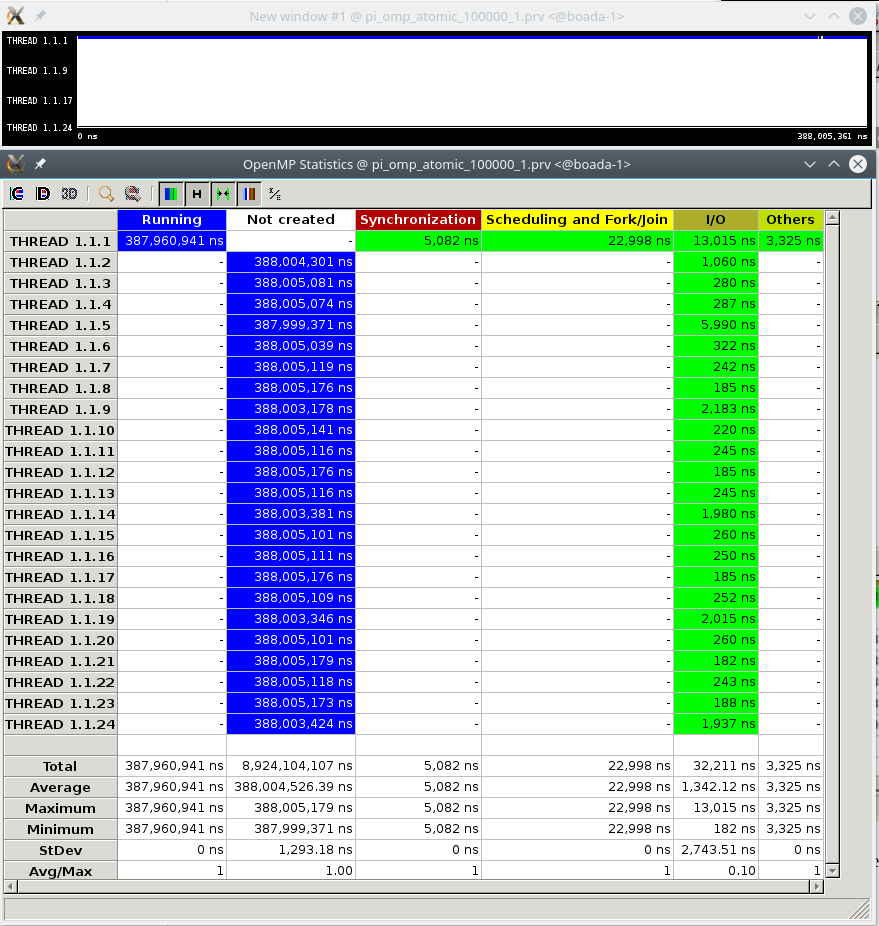 New window #1 @ pi_omp_atomic_100000_1.prv <@boada-1>
THREAD 1.1.1
THREAD 1.1.9
THREAD 1.1.17
THREAD 1.1.24
0 ns 388,005,361 ns
OpenMP Statistics @ pi_omp_atomic_100000_1.prv <@boada-1>
3D H
Running Not created Synchronization Scheduling and Fork/Join I/O Others
THREAD 1.1.1 387,960,941 ns - 5,082 ns 22,998 ns 13,015 ns 3,325 ns
THREAD 1.1.2 - 388,004,301 ns - - 1,060 ns -
THREAD 1.1.3 - 388,005,081 ns - - 280 ns -
THREAD 1.1.4 - 388,005,074 ns - - 287 ns -
THREAD 1.1.5 - 387,999,371 ns - - 5,990 ns -
THREAD 1.1.6 - 388,005,039 ns - - 322 ns -
THREAD 1.1.7 - 388,005,119 ns - - 242 ns -
THREAD 1.1.8 - 388,005,176 ns - - 185 ns -
THREAD 1.1.9 - 388,003,178 ns - - 2,183 ns -
THREAD 1.1.10 - 388,005,141 ns - - 220 ns -
THREAD 1.1.11 - 388,005,116 ns - - 245 ns -
THREAD 1.1.12 - 388,005,176 ns - - 185 ns -
THREAD 1.1.13 - 388,005,116 ns - - 245 ns -
THREAD 1.1.14 - 388,003,381 ns - - 1,980 ns -
THREAD 1.1.15 - 388,005,101 ns - - 260 ns -
THREAD 1.1.16 - 388,005,111 ns - - 250 ns -
THREAD 1.1.17 - 388,005,176 ns - - 185 ns -
THREAD 1.1.18 - 388,005,109 ns - - 252 ns -
THREAD 1.1.19 - 388,003,346 ns - - 2,015 ns -
THREAD 1.1.20 - 388,005,101 ns - - 260 ns -
THREAD 1.1.21 - 388,005,179 ns - - 182 ns -
THREAD 1.1.22 - 388,005,118 ns - - 243 ns -
THREAD 1.1.23 - 388,005,173 ns - - 188 ns -
THREAD 1.1.24 - 388,003,424 ns - - 1,937 ns -
Total 387,960,941 ns 8,924,104,107 ns 5,082 ns 22,998 ns 32,211 ns 3,325 ns
Average 387,960,941 ns 388,004,526.39 ns 5,082 ns 22,998 ns 1,342.12 ns 3,325 ns
Maximum 387,960,941 ns 388,005,179 ns 5,082 ns 22,998 ns 13,015 ns 3,325 ns
Minimum 387,960,941 ns 387,999,371 ns 5,082 ns 22,998 ns 182 ns 3,325 ns
StDev 0 ns 1,293.18 ns 0 ns 0 ns 2,743.51 ns 0 ns
Avg/Max 1 1.00 1 1 0.10 1